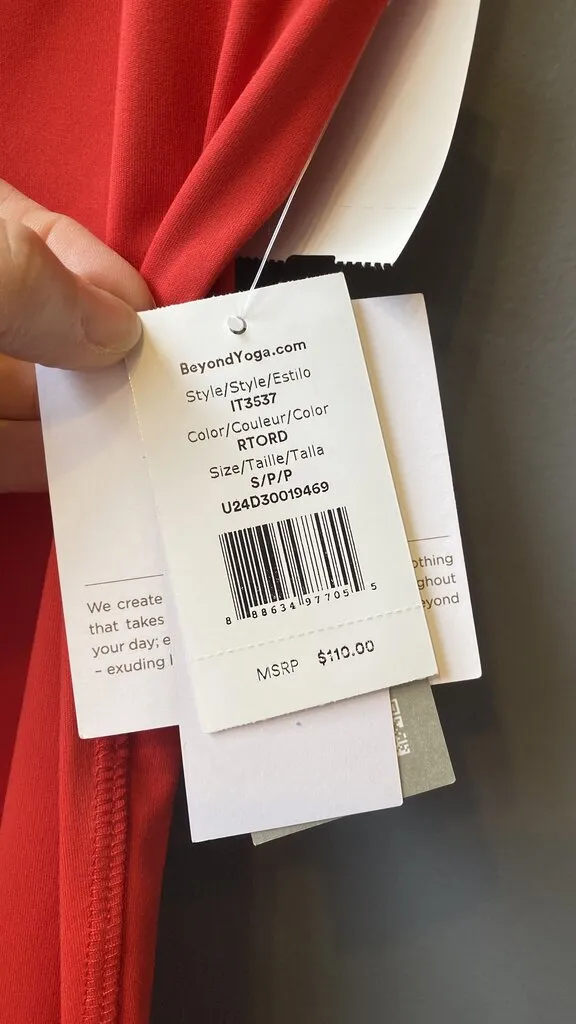 BeyondYoga.com
Style/Style/Estilo
IT3537
Color/Couleur/Color
RTORD
Size/Taille/Talla
S/P/P
U24D30019469
8 88634 97705 5
MSRP $110.00
We create
that takes
your day; e
– exuding l
othing
ghout
eyond